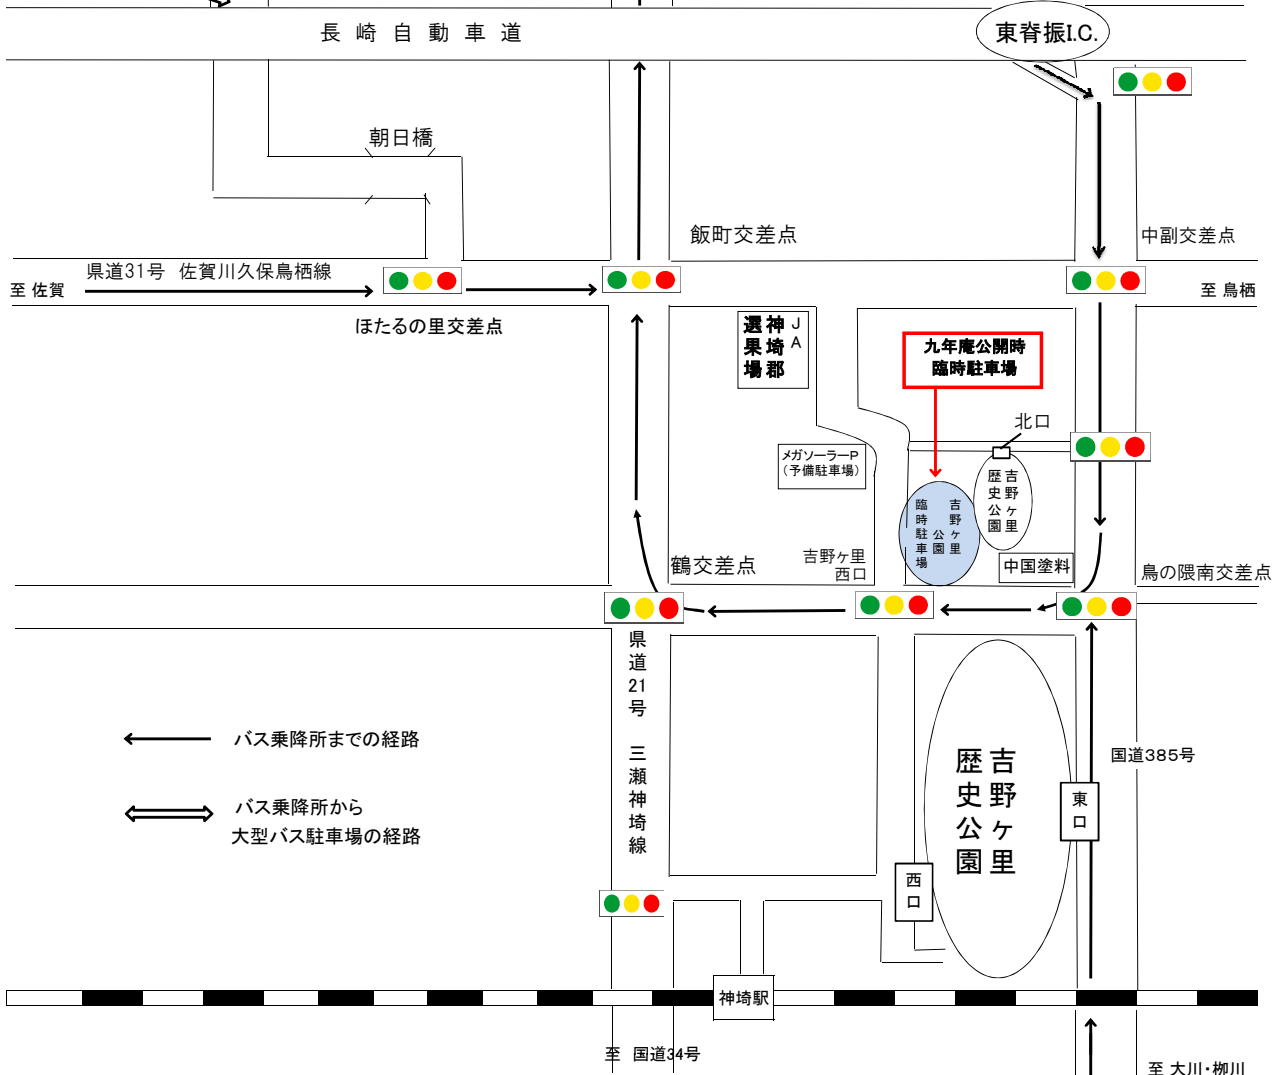 長崎自動車道
東脊振I.C.
朝日橋
飯町交差点
中副交差点
県道31号 佐賀川久保鳥栖線
至 佐賀
至 鳥栖
ほたるの里交差点
JA
神埼郡
選果場
九年庵公開時
臨時駐車場
北口
メガソーラーP
(予備駐車場)
吉野ヶ里
歴史公園
吉野ヶ里
公園
臨時駐車場
中国塗料
吉野ヶ里
西口
鶴交差点
鳥の隈南交差点
県道21号 三瀬神埼線
バス乗降所までの経路
バス乗降所から
大型バス駐車場の経路
吉野ヶ里
歴史公園
国道385号
東口
西口
神埼駅
至 国道34号
至 大川・柳川